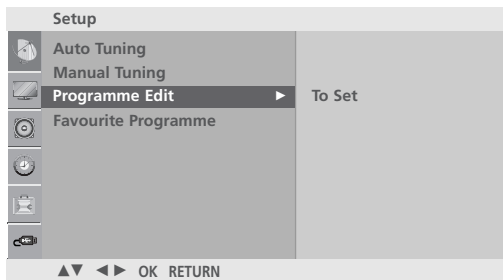 Setup
Auto Tuning
Manual Tuning
Programme Edit ► To Set
Favourite Programme
▲▼ ◄► OK RETURN